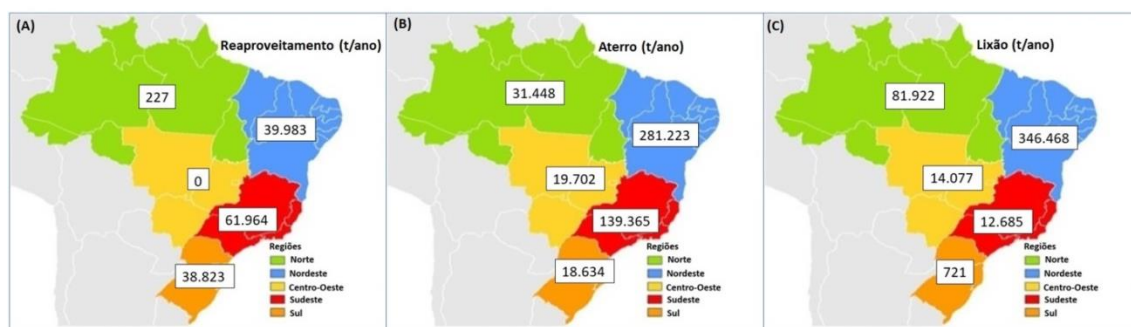 (A)
Reaproveitamento (t/ano)
227
39.983
0
61.964
38.823
Regiões
Norte
Nordeste
Centro-Oeste
Sudeste
Sul
(B)
Aterro (t/ano)
31.448
281.223
19.702
139.365
18.634
Regiões
Norte
Nordeste
Centro-Oeste
Sudeste
Sul
(C)
Lixão (t/ano)
81.922
346.468
14.077
12.685
721
Regiões
Norte
Nordeste
Centro-Oeste
Sudeste
Sul